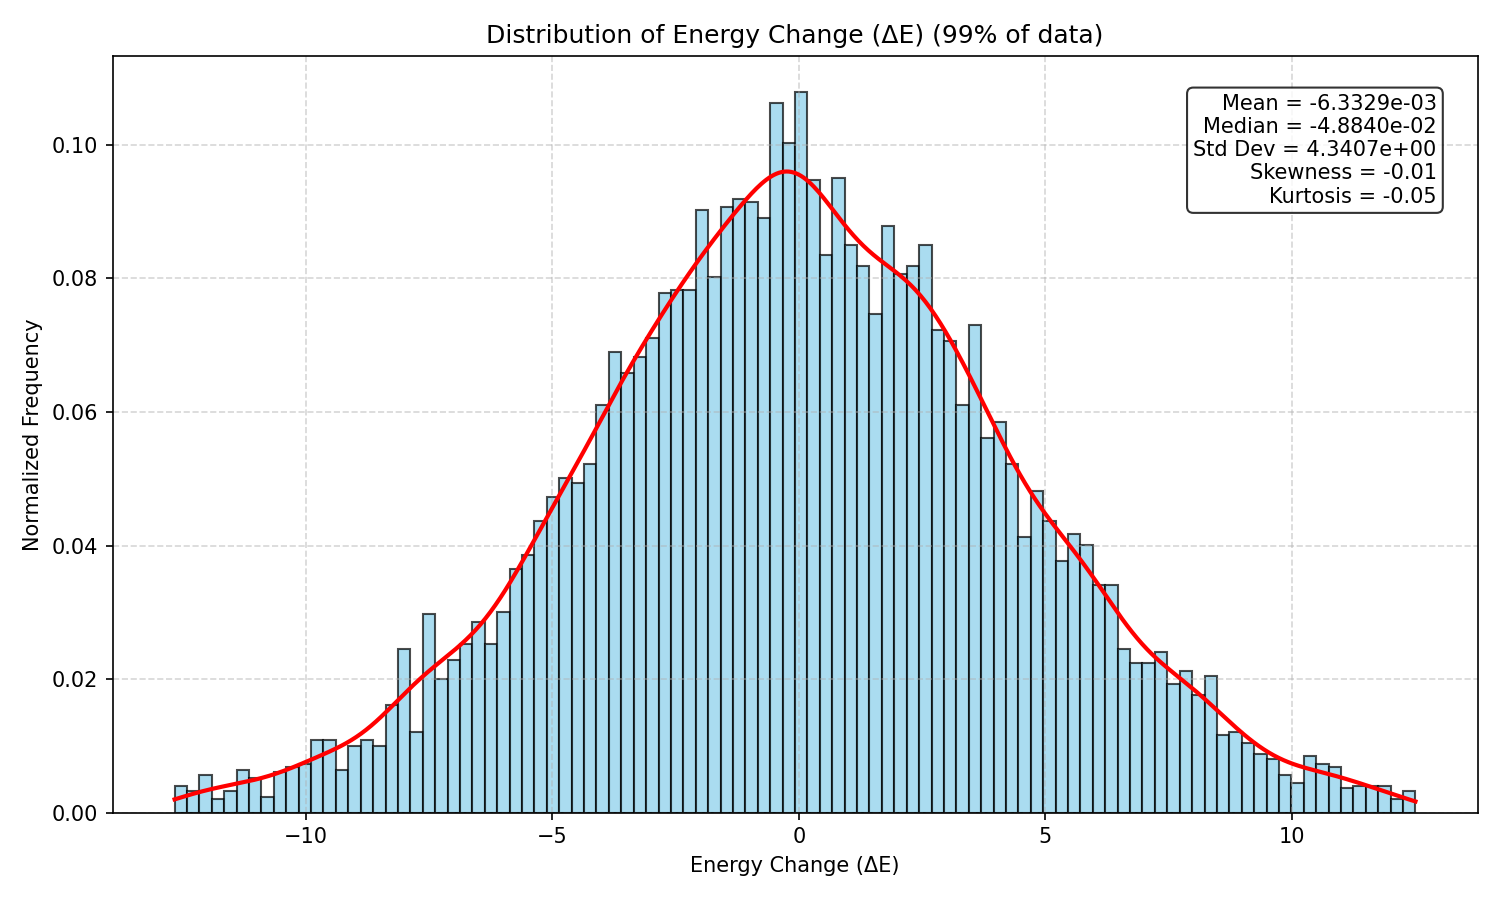 Distribution of Energy Change (ΔE) (99% of data)
Mean = -6.3329e-03
Median = -4.8840e-02
Std Dev = 4.3407e+00
Skewness = -0.01
Kurtosis = -0.05
Normalized Frequency
0.10
0.08
0.06
0.04
0.02
0.00
−10
−5
0
5
10
Energy Change (ΔE)